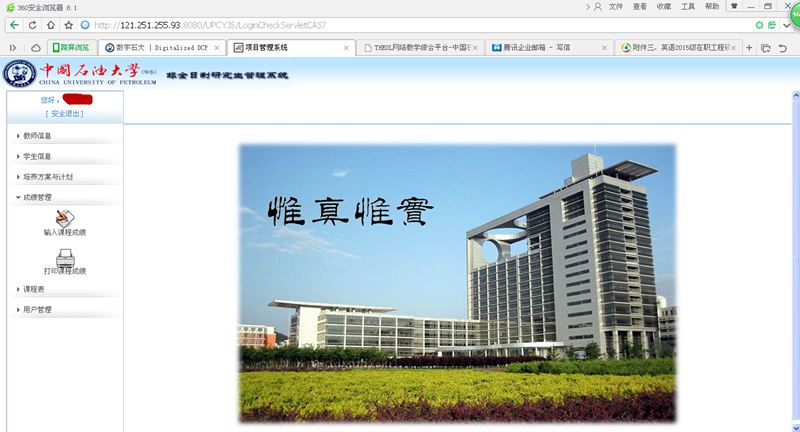 360安全浏览器 8.1
文件 查看 收藏 工具 帮助
http://121.251.255.93:8080/UPCYJS/LoginCheckServletCAS?
跨屏浏览
数字石大 | Digitalized DCP
项目管理系统
THEOL网络教学综合平台-中国石
腾讯企业邮箱 - 写信
附件三、英语2015级在职工程硕
中国石油大学(华东)
CHINA UNIVERSITY OF PETROLEUM
非全日制研究生管理系统
您好,
[ 安全退出 ]
教师信息
学生信息
培养方案与计划
成绩管理
输入课程成绩
打印课程成绩
课程表
用户管理
惟真惟實